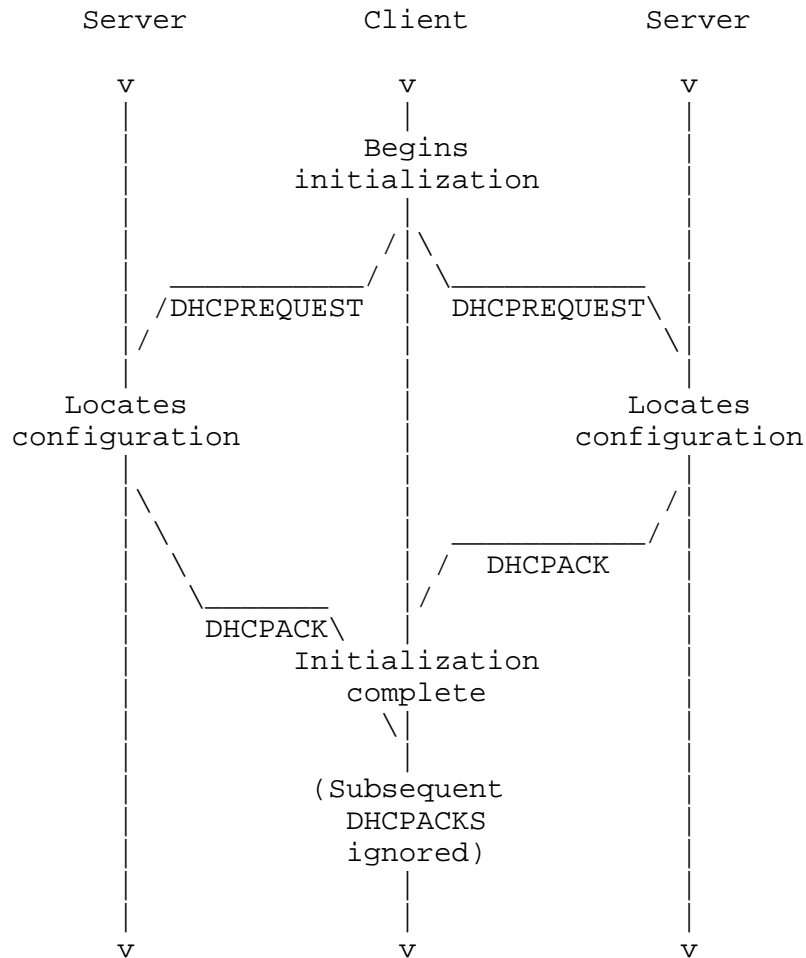 Server Client Server
v v v
Begins
initialization
DHCPREQUEST DHCPREQUEST
Locates Locates
configuration configuration
DHCPACK
DHCPACK
Initialization
complete
(Subsequent
DHCPACKS
ignored)
v v v